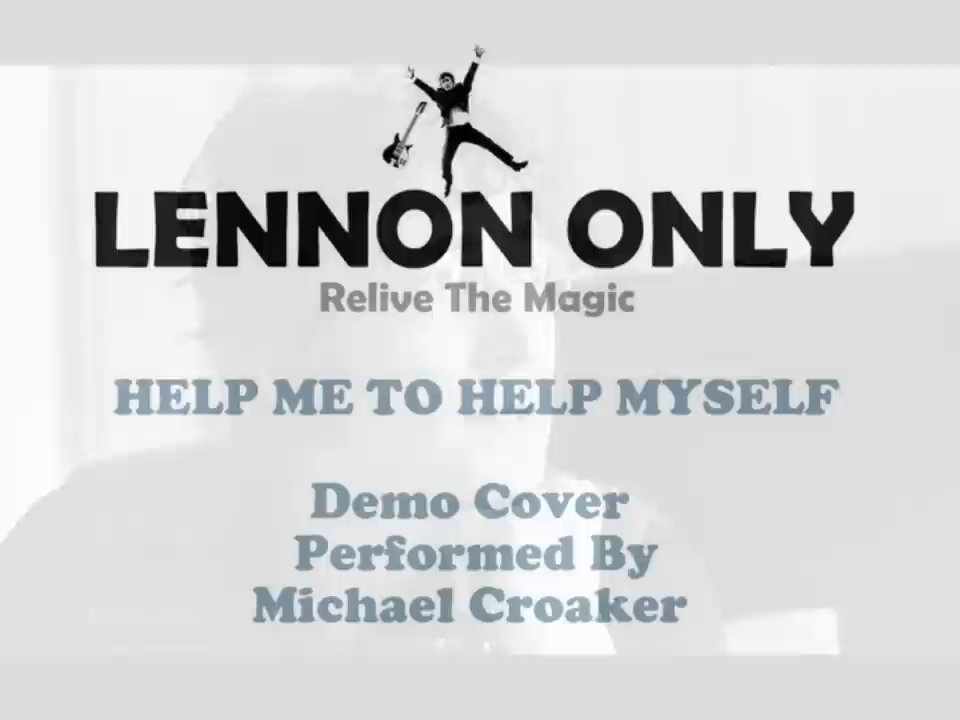 LENNON ONLY
Relive The Magic
HELP ME TO HELP MYSELF
Demo Cover
Performed By
Michael Croaker